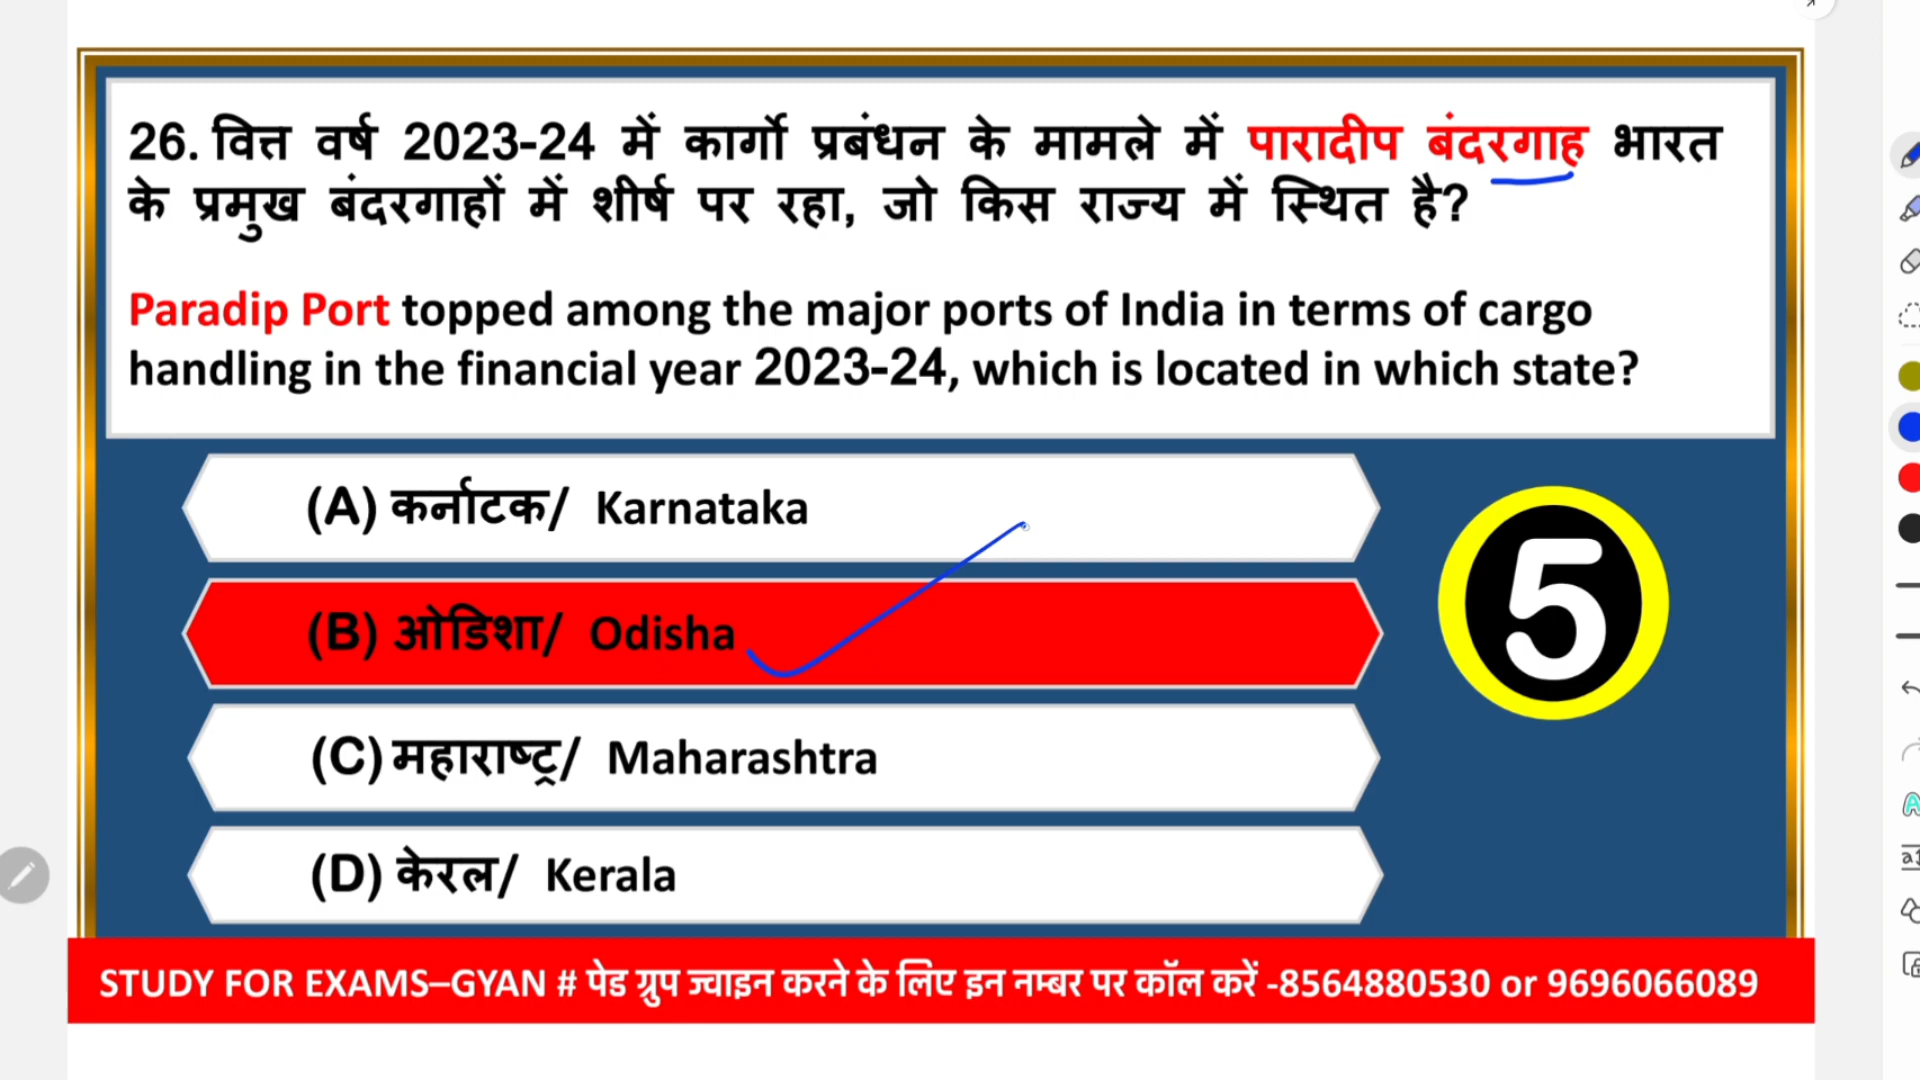 26. वित्त वर्ष 2023-24 में कार्गो प्रबंधन के मामले में पारादीप बंदरगाह भारत
के प्रमुख बंदरगाहों में शीर्ष पर रहा, जो किस राज्य में स्थित है?
Paradip Port topped among the major ports of India in terms of cargo
handling in the financial year 2023-24, which is located in which state?
(A) कर्नाटक/ Karnataka
(B) ओडिशा/ Odisha
5
(C) महाराष्ट्र/ Maharashtra
(D) केरल/ Kerala
STUDY FOR EXAMS–GYAN # पेड ग्रुप ज्वाइन करने के लिए इन नम्बर पर कॉल करें -8564880530 or 9696066089